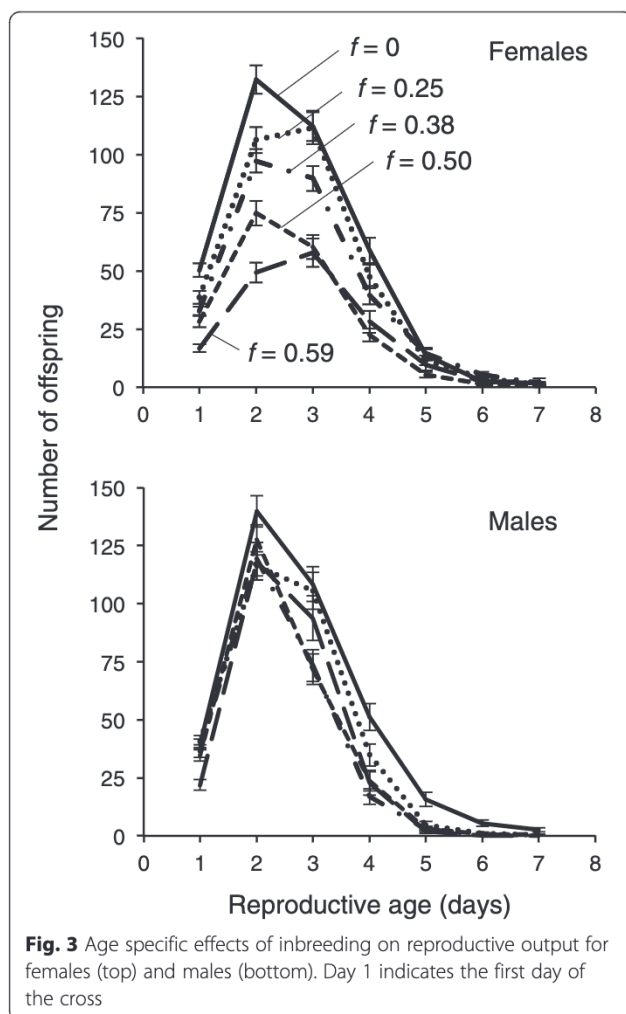 150
125
100
75
50
25
0
0 1 2 3 4 5 6 7 8
Females
f = 0
f = 0.25
f = 0.38
f = 0.50
f = 0.59
Number of offspring
150
125
100
75
50
25
0
0 1 2 3 4 5 6 7 8
Males
Reproductive age (days)
Fig. 3 Age specific effects of inbreeding on reproductive output for
females (top) and males (bottom). Day 1 indicates the first day of
the cross